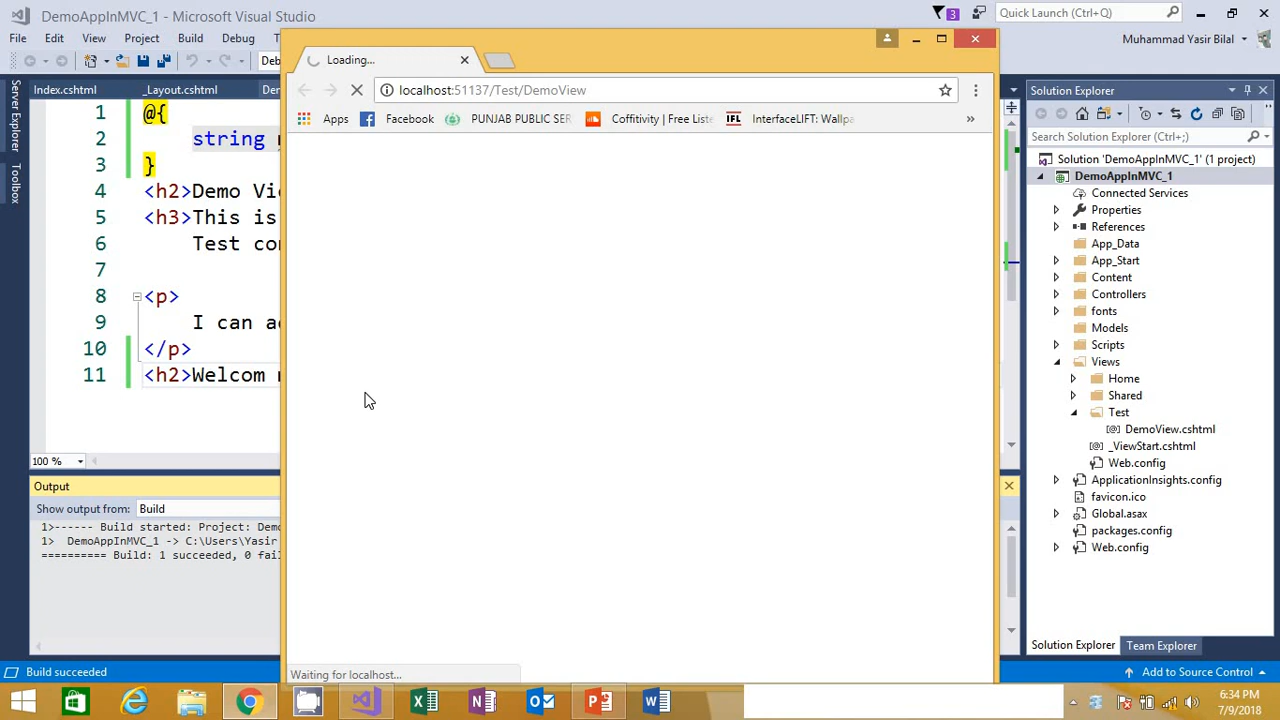 DemoAppInMVC_1 - Microsoft Visual Studio
3
Quick Launch (Ctrl+Q)
File Edit View Project Build Debug
Muhammad Yasir Bilal
Loading...
localhost:51137/Test/DemoView
Apps Facebook PUNJAB PUBLIC SER Coffitivity | Free Liste IFL InterfaceLIFT: Wallpa »
Server Explorer
Toolbox
Index.cshtml _Layout.cshtml
1 @{
2 string
3 }
4 <h2>Demo
5 <h3>This is
6 Test
7
8 <p>
9 I can
10 </p>
11 <h2>Welcom
100 %
Output
Show output from: Build
1>------ Build started: Project:
1> DemoAppInMVC_1 -> C:\Users\Yasir
========== Build: 1 succeeded, 0
Waiting for localhost...
Build succeeded
Solution Explorer
Search Solution Explorer (Ctrl+;)
Solution 'DemoAppInMVC_1' (1 project)
DemoAppInMVC_1
Connected Services
Properties
References
App_Data
App_Start
Content
Controllers
fonts
Models
Scripts
Views
Home
Shared
Test
DemoView.cshtml
_ViewStart.cshtml
Web.config
ApplicationInsights.config
favicon.ico
Global.asax
packages.config
Web.config
Solution Explorer Team Explorer
Add to Source Control
6:34 PM
7/9/2018